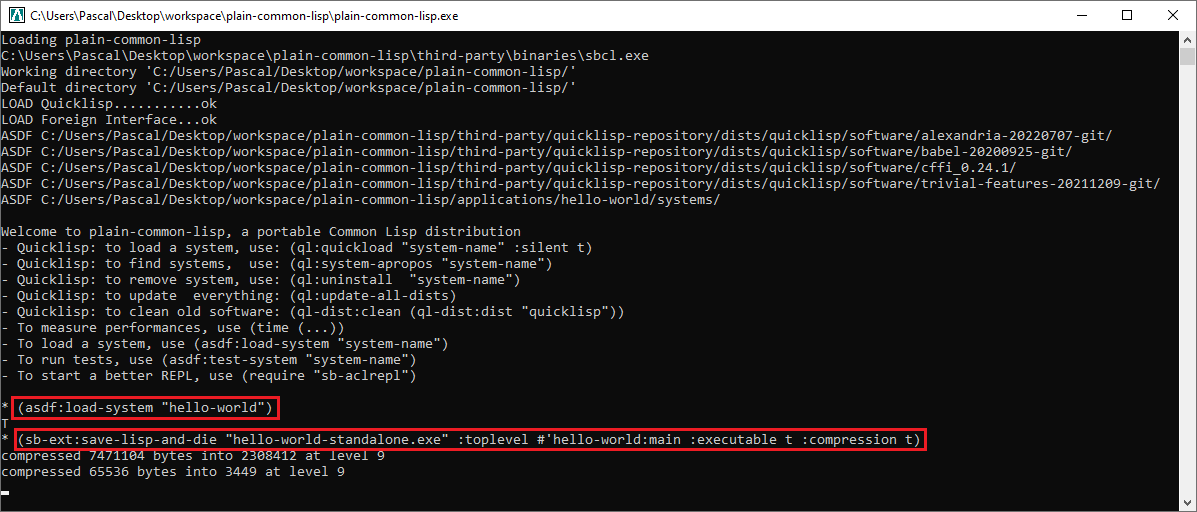 C:\Users\Pascal\Desktop\workspace\plain-common-lisp\plain-common-lisp.exe
Loading plain-common-lisp
C:\Users\Pascal\Desktop\workspace\plain-common-lisp\third-party\binaries\sbcl.exe
Working directory 'C:/Users/Pascal/Desktop/workspace/plain-common-lisp/'
Default directory 'C:/Users/Pascal/Desktop/workspace/plain-common-lisp/'
LOAD Quicklisp...........ok
LOAD Foreign Interface...ok
ASDF C:/Users/Pascal/Desktop/workspace/plain-common-lisp/third-party/quicklisp-repository/dists/quicklisp/software/alexandria-20220707-git/
ASDF C:/Users/Pascal/Desktop/workspace/plain-common-lisp/third-party/quicklisp-repository/dists/quicklisp/software/babel-20200925-git/
ASDF C:/Users/Pascal/Desktop/workspace/plain-common-lisp/third-party/quicklisp-repository/dists/quicklisp/software/cffi_0.24.1/
ASDF C:/Users/Pascal/Desktop/workspace/plain-common-lisp/third-party/quicklisp-repository/dists/quicklisp/software/trivial-features-20211209-git/
ASDF C:/Users/Pascal/Desktop/workspace/plain-common-lisp/applications/hello-world/systems/
Welcome to plain-common-lisp, a portable Common Lisp distribution
- Quicklisp: to load a system, use: (ql:quickload "system-name" :silent t)
- Quicklisp: to find systems,  use: (ql:system-apropos "system-name")
- Quicklisp: to remove system, use: (ql:uninstall  "system-name")
- Quicklisp: to update  everything: (ql:update-all-dists)
- Quicklisp: to clean old software: (ql-dist:clean (ql-dist:dist "quicklisp"))
- To measure performances, use (time (...))
- To load a system, use (asdf:load-system "system-name")
- To run tests, use (asdf:test-system "system-name")
- To start a better REPL, use (require "sb-aclrepl")
* (asdf:load-system "hello-world")
T
* (sb-ext:save-lisp-and-die "hello-world-standalone.exe" :toplevel #'hello-world:main :executable t :compression t)
compressed 7471104 bytes into 2308412 at level 9
compressed 65536 bytes into 3449 at level 9